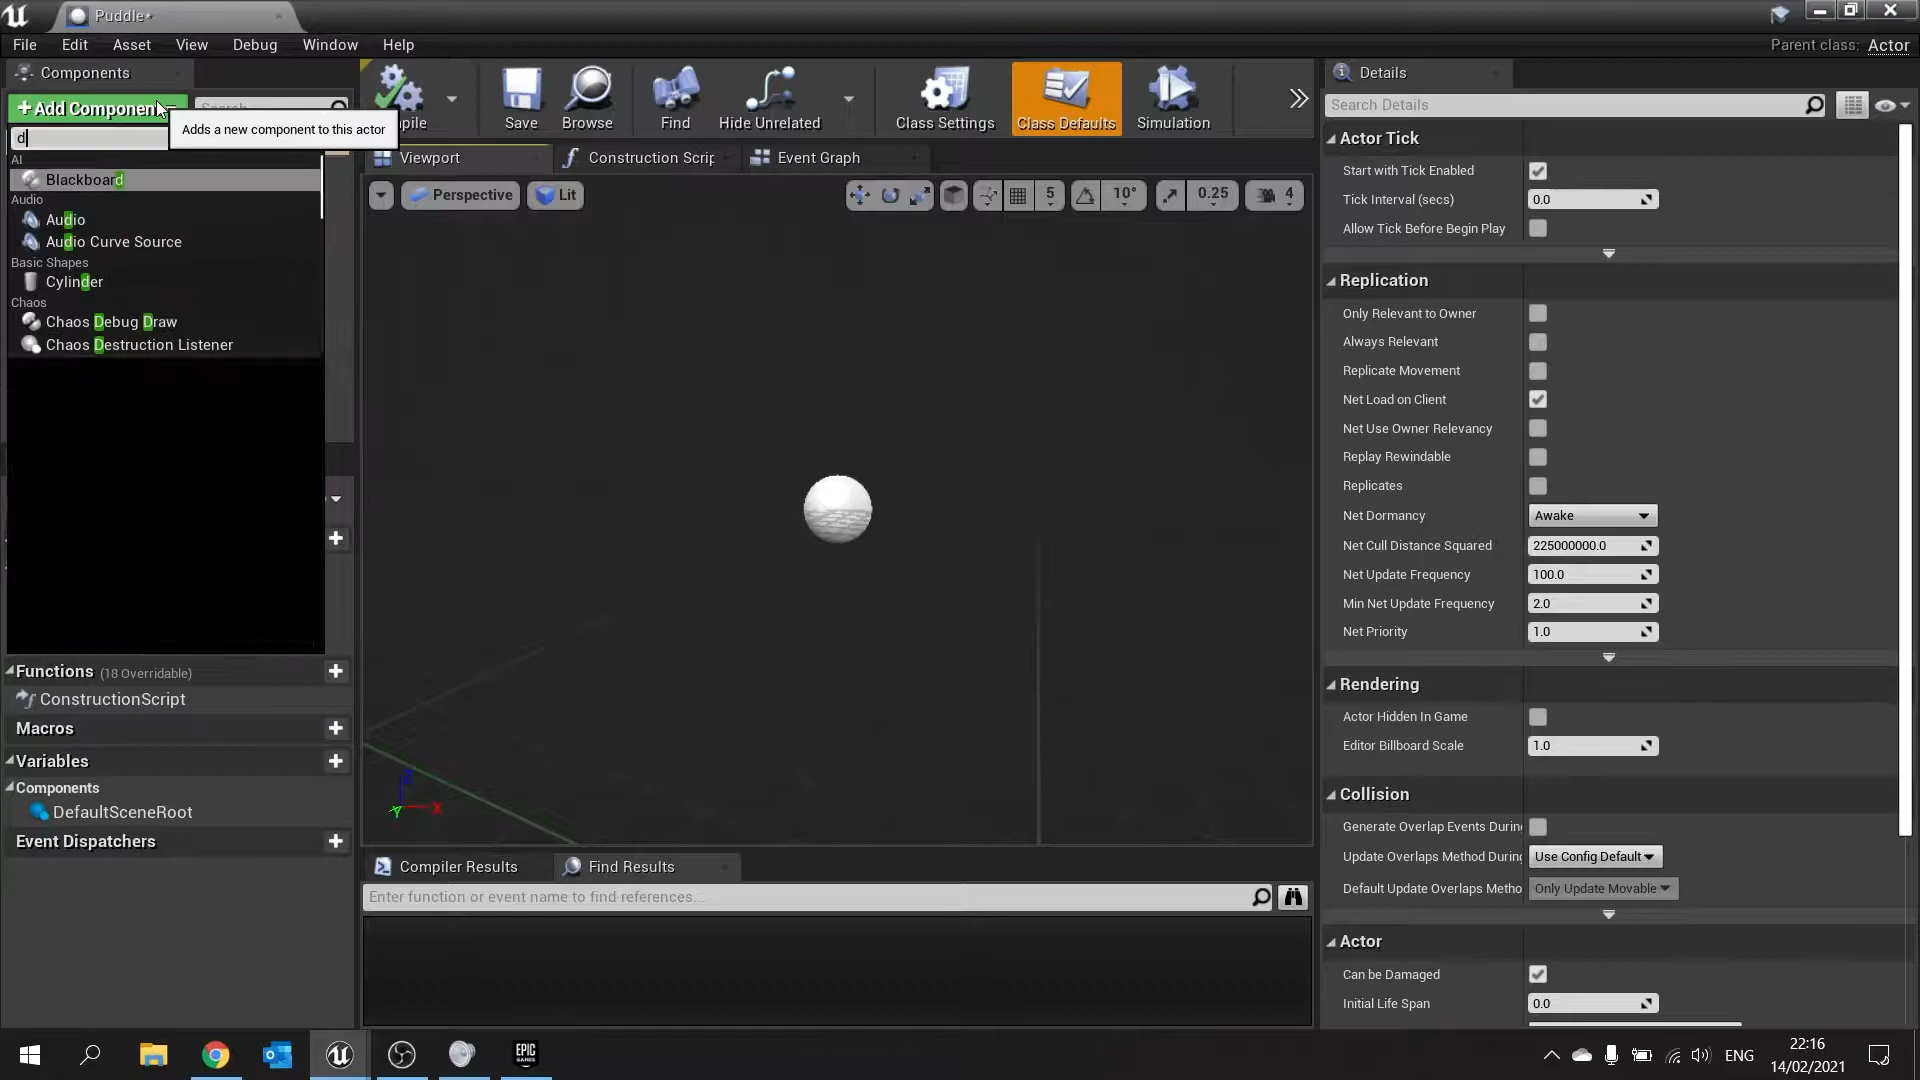 Puddle*
File Edit Asset View Debug Window Help
Parent class: Actor
Components
+Add Component
Search
Adds a new component to this actor
d
AI
Blackboard
Audio
Audio
Audio Curve Source
Basic Shapes
Cylinder
Chaos
Chaos Debug Draw
Chaos Destruction Listener
Functions (18 Overridable)
ConstructionScript
Macros
Variables
Components
DefaultSceneRoot
Event Dispatchers
Save
Browse
Find
Hide Unrelated
Class Settings
Class Defaults
Simulation
Viewport
Construction Scrip
Event Graph
Perspective
Lit
5
10°
0.25
4
Z
Y
X
Compiler Results
Find Results
Enter function or event name to find references...
Details
Search Details
Actor Tick
Start with Tick Enabled
Tick Interval (secs) 0.0
Allow Tick Before Begin Play
Replication
Only Relevant to Owner
Always Relevant
Replicate Movement
Net Load on Client
Net Use Owner Relevancy
Replay Rewindable
Replicates
Net Dormancy Awake
Net Cull Distance Squared 225000000.0
Net Update Frequency 100.0
Min Net Update Frequency 2.0
Net Priority 1.0
Rendering
Actor Hidden In Game
Editor Billboard Scale 1.0
Collision
Generate Overlap Events Durin
Update Overlaps Method During Use Config Default
Default Update Overlaps Metho Only Update Movable
Actor
Can be Damaged
Initial Life Span 0.0
EPIC
GAMES
ENG
22:16
14/02/2021